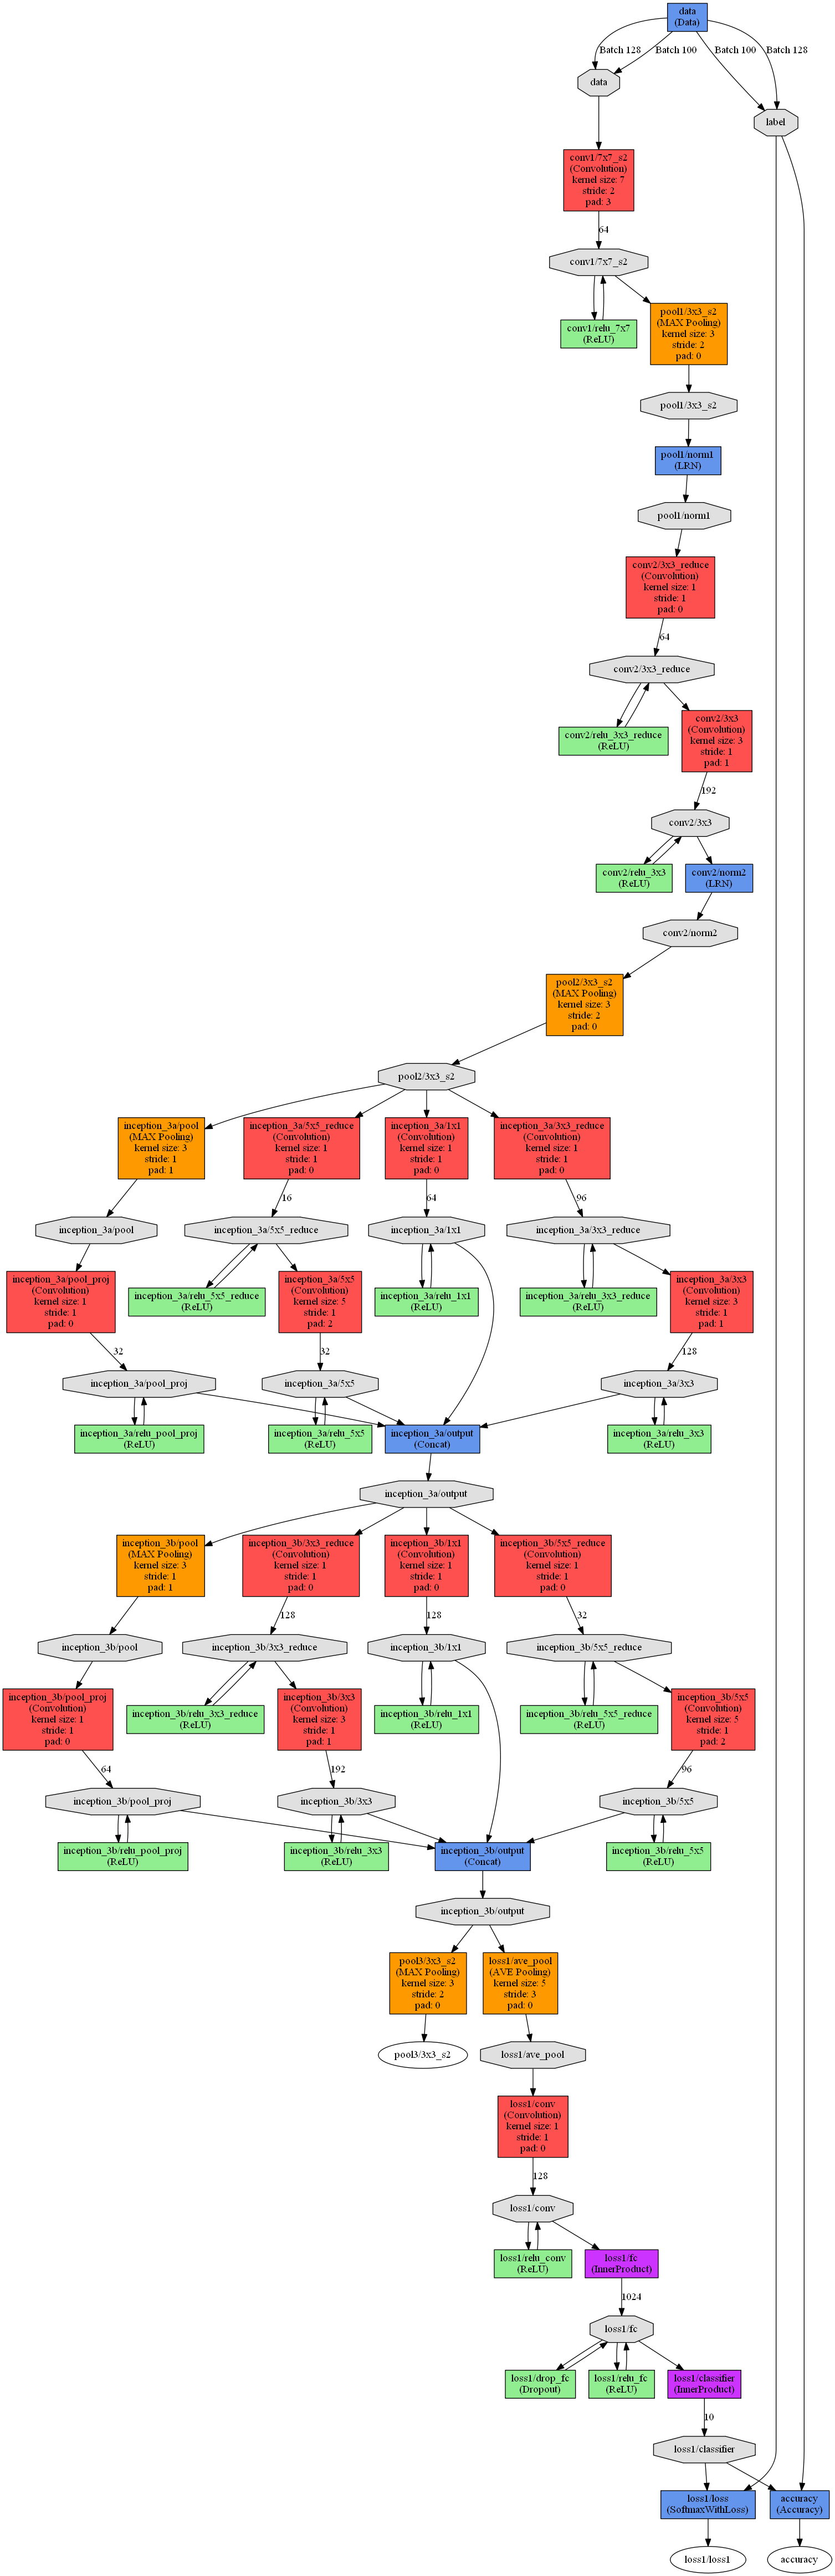 data
(Data)
Batch 128
Batch 100
Batch 100
Batch 128
data
label
conv1/7x7_s2
(Convolution)
kernel size: 7
stride: 2
pad: 3
64
conv1/7x7_s2
conv1/relu_7x7
(ReLU)
pool1/3x3_s2
(MAX Pooling)
kernel size: 3
stride: 2
pad: 0
pool1/3x3_s2
pool1/norm1
(LRN)
pool1/norm1
conv2/3x3_reduce
(Convolution)
kernel size: 1
stride: 1
pad: 0
64
conv2/3x3_reduce
conv2/relu_3x3_reduce
(ReLU)
conv2/3x3
(Convolution)
kernel size: 3
stride: 1
pad: 1
192
conv2/3x3
conv2/relu_3x3
(ReLU)
conv2/norm2
(LRN)
conv2/norm2
pool2/3x3_s2
(MAX Pooling)
kernel size: 3
stride: 2
pad: 0
pool2/3x3_s2
inception_3a/pool
(MAX Pooling)
kernel size: 3
stride: 1
pad: 1
inception_3a/5x5_reduce
(Convolution)
kernel size: 1
stride: 1
pad: 0
inception_3a/1x1
(Convolution)
kernel size: 1
stride: 1
pad: 0
inception_3a/3x3_reduce
(Convolution)
kernel size: 1
stride: 1
pad: 0
16
64
96
inception_3a/pool
inception_3a/5x5_reduce
inception_3a/1x1
inception_3a/3x3_reduce
inception_3a/pool_proj
(Convolution)
kernel size: 1
stride: 1
pad: 0
inception_3a/relu_5x5_reduce
(ReLU)
inception_3a/5x5
(Convolution)
kernel size: 5
stride: 1
pad: 2
inception_3a/relu_1x1
(ReLU)
inception_3a/relu_3x3_reduce
(ReLU)
inception_3a/3x3
(Convolution)
kernel size: 3
stride: 1
pad: 1
32
32
128
inception_3a/pool_proj
inception_3a/5x5
inception_3a/3x3
inception_3a/relu_pool_proj
(ReLU)
inception_3a/relu_5x5
(ReLU)
inception_3a/output
(Concat)
inception_3a/relu_3x3
(ReLU)
inception_3a/output
inception_3b/pool
(MAX Pooling)
kernel size: 3
stride: 1
pad: 1
inception_3b/3x3_reduce
(Convolution)
kernel size: 1
stride: 1
pad: 0
inception_3b/1x1
(Convolution)
kernel size: 1
stride: 1
pad: 0
inception_3b/5x5_reduce
(Convolution)
kernel size: 1
stride: 1
pad: 0
128
128
32
inception_3b/pool
inception_3b/3x3_reduce
inception_3b/1x1
inception_3b/5x5_reduce
inception_3b/pool_proj
(Convolution)
kernel size: 1
stride: 1
pad: 0
inception_3b/relu_3x3_reduce
(ReLU)
inception_3b/3x3
(Convolution)
kernel size: 3
stride: 1
pad: 1
inception_3b/relu_1x1
(ReLU)
inception_3b/relu_5x5_reduce
(ReLU)
inception_3b/5x5
(Convolution)
kernel size: 5
stride: 1
pad: 2
64
192
96
inception_3b/pool_proj
inception_3b/3x3
inception_3b/5x5
inception_3b/relu_pool_proj
(ReLU)
inception_3b/relu_3x3
(ReLU)
inception_3b/output
(Concat)
inception_3b/relu_5x5
(ReLU)
inception_3b/output
pool3/3x3_s2
(MAX Pooling)
kernel size: 3
stride: 2
pad: 0
loss1/ave_pool
(AVE Pooling)
kernel size: 5
stride: 3
pad: 0
pool3/3x3_s2
loss1/ave_pool
loss1/conv
(Convolution)
kernel size: 1
stride: 1
pad: 0
128
loss1/conv
loss1/relu_conv
(ReLU)
loss1/fc
(InnerProduct)
1024
loss1/fc
loss1/drop_fc
(Dropout)
loss1/relu_fc
(ReLU)
loss1/classifier
(InnerProduct)
10
loss1/classifier
loss1/loss
(SoftmaxWithLoss)
accuracy
(Accuracy)
loss1/loss1
accuracy